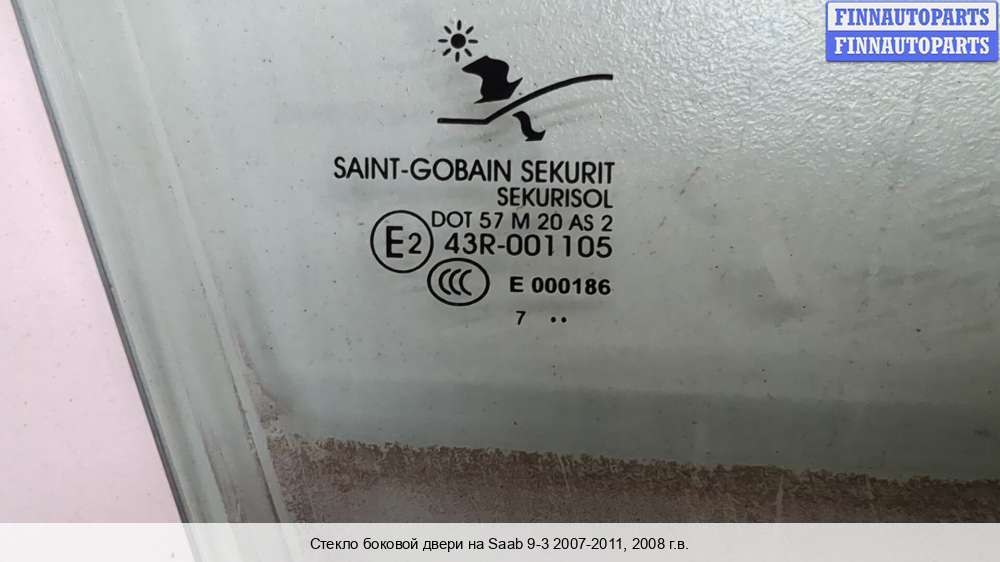 FINNAUTOPARTS
FINNAUTOPARTS
SAINT-GOBAIN SEKURIT
SEKURISOL
DOT 57 M 20 AS 2
E2 43R-001105
CCC E 000186
7 ..
Стекло боковой двери на Saab 9-3 2007-2011, 2008 г.в.